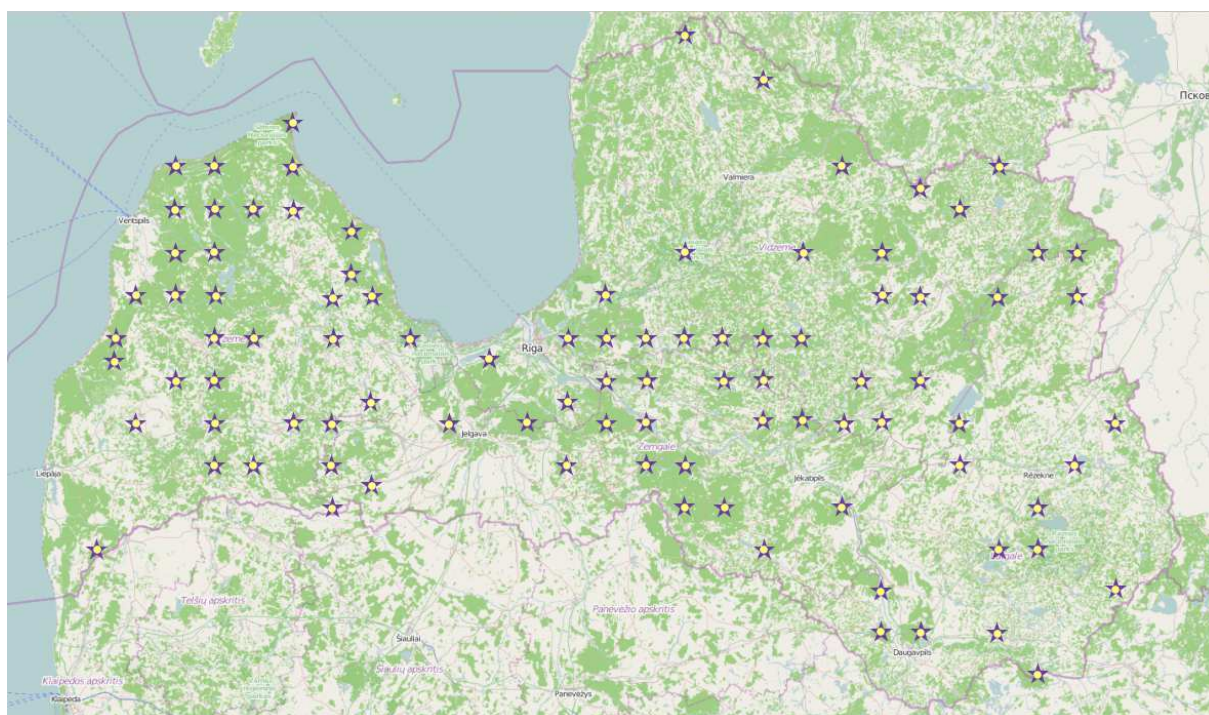 Псков
Valmiera
Ventspils
Vidzeme
Rīga
Jelgava
Zemgale
Liepāja
Jēkabpils
Rēzekne
Telšių apskritis
Panevėžio apskritis
Šiauliai
Daugavpils
Šiaulių apskritis
Klaipėdos apskritis
Panevėžys
Klaipėda